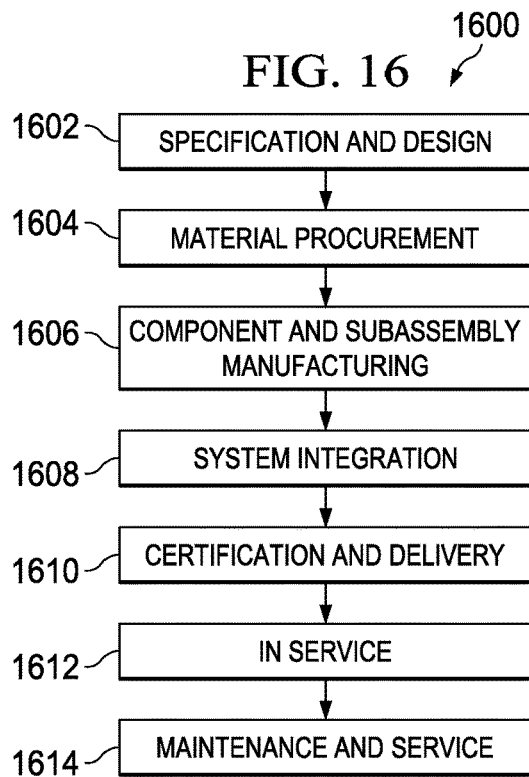 1600
FIG. 16
1602
SPECIFICATION AND DESIGN
1604
MATERIAL PROCUREMENT
1606
COMPONENT AND SUBASSEMBLY
MANUFACTURING
1608
SYSTEM INTEGRATION
1610
CERTIFICATION AND DELIVERY
1612
IN SERVICE
1614
MAINTENANCE AND SERVICE